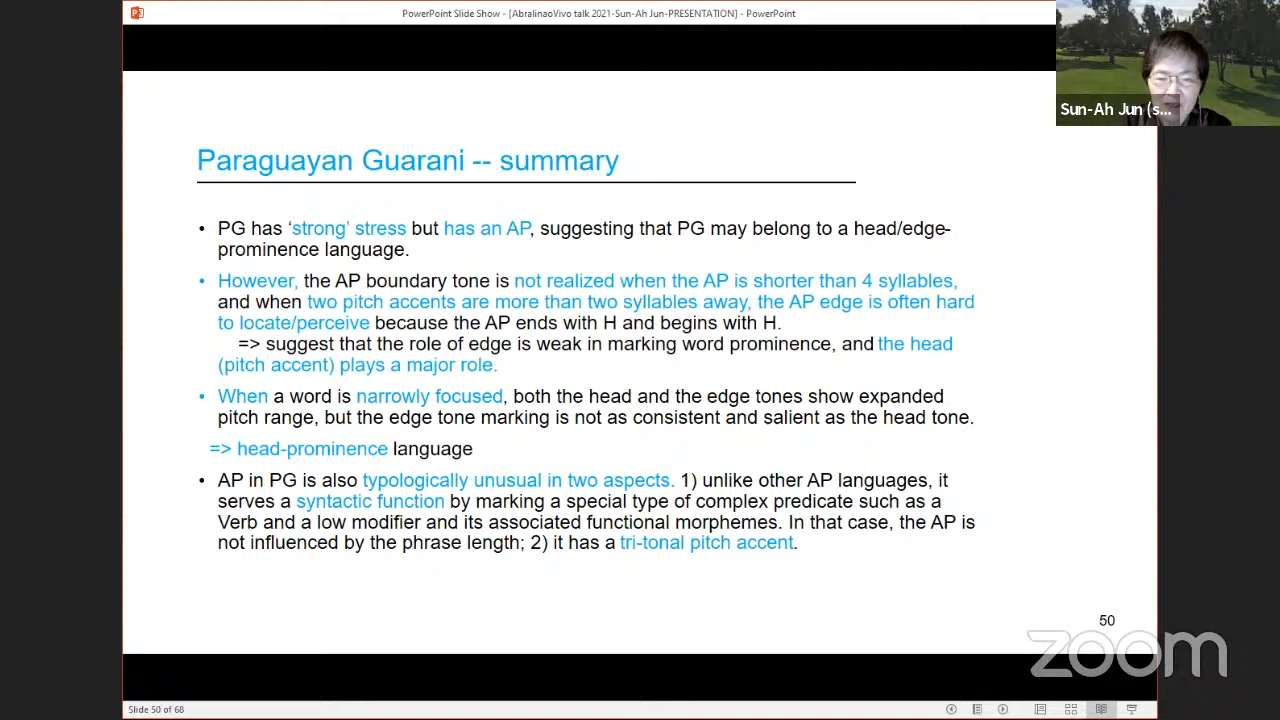 PowerPoint Slide Show - [AbralinaoVivo talk 2021-Sun-Ah Jun-PRESENTATION] - PowerPoint
Sun-Ah Jun (s...
Paraguayan Guarani -- summary
• PG has ‘strong’ stress but has an AP, suggesting that PG may belong to a head/edge-
prominence language.
• However, the AP boundary tone is not realized when the AP is shorter than 4 syllables,
and when two pitch accents are more than two syllables away, the AP edge is often hard
to locate/perceive because the AP ends with H and begins with H.
=> suggest that the role of edge is weak in marking word prominence, and the head
(pitch accent) plays a major role.
• When a word is narrowly focused, both the head and the edge tones show expanded
pitch range, but the edge tone marking is not as consistent and salient as the head tone.
=> head-prominence language
• AP in PG is also typologically unusual in two aspects. 1) unlike other AP languages, it
serves a syntactic function by marking a special type of complex predicate such as a
Verb and a low modifier and its associated functional morphemes. In that case, the AP is
not influenced by the phrase length; 2) it has a tri-tonal pitch accent.
50
zoom
Slide 50 of 68